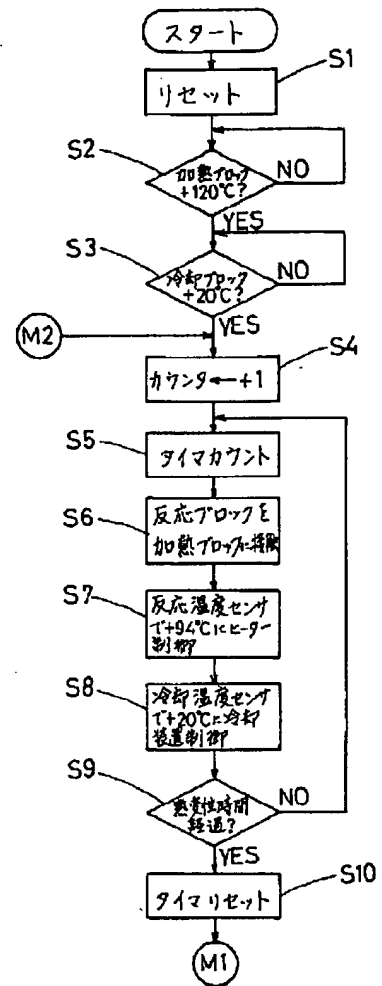 スタート
S1
リセット
S2
加熱ブロック
+120℃?
NO
YES
S3
冷却ブロック
+20℃?
NO
YES
M2
S4
カウンタ←+1
S5
タイマカウント
S6
反応ブロックを
加熱ブロックに接触
S7
反応温度センサ
で+94℃にヒーター
制御
S8
冷却温度センサ
で+20℃に冷却
装置制御
S9
熱変性時間
経過?
NO
YES
S10
タイマリセット
M1